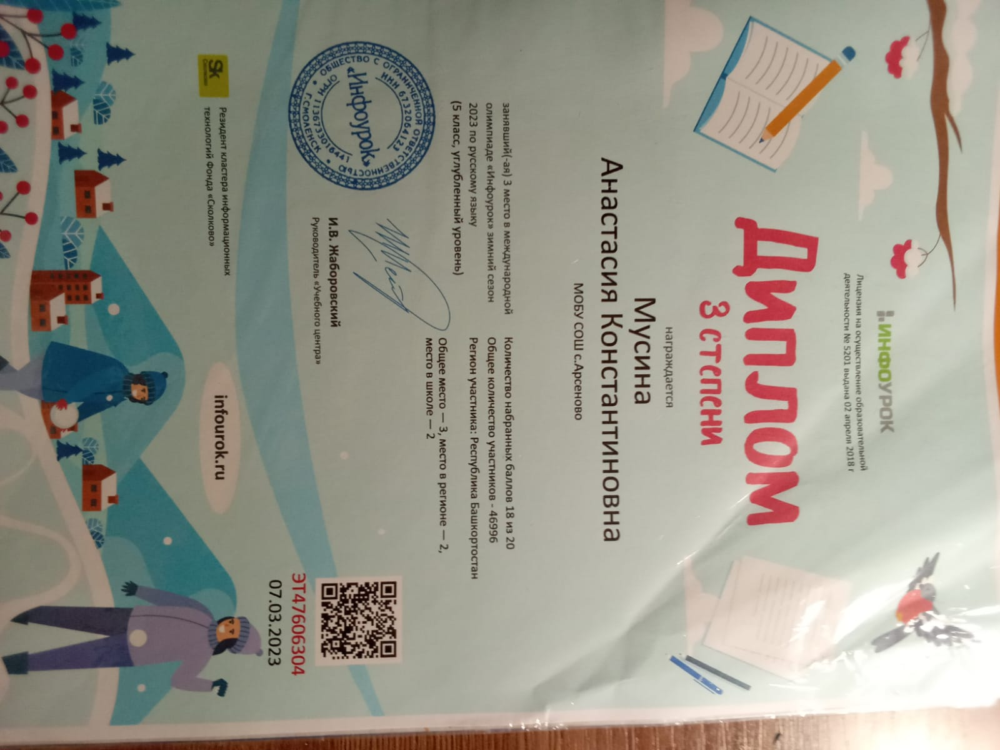 ИНФОУРОК
Лицензия на осуществление образовательной
деятельности № 5201 выдана 02 апреля 2018 г
Диплом
3 степени
награждается
Мусина
Анастасия Константиновна
МОБУ СОШ с.Арсеново
занявший(-ая) 3 место в международной
олимпиаде «Инфоурок» зимний сезон
2023 по русскому языку
(5 класс, углубленный уровень)
Количество набранных баллов 18 из 20
Общее количество участников - 46996
Регион участника: Республика Башкортостан
Общее место — 3, место в регионе — 2,
место в школе — 2
ОБЩЕСТВО С ОГРАНИЧЕННОЙ ОТВЕТСТВЕННОСТЬЮ
ИНН 6732064123
«Инфоурок»
ОГРН 1136733016441
Г.СМОЛЕНСК
И.В. Жаборовский
Руководитель «Учебного центра»
ЭТ47606304
07.03.2023
Sk
Резидент кластера информационных
технологий Фонда «Сколково»
infourok.ru